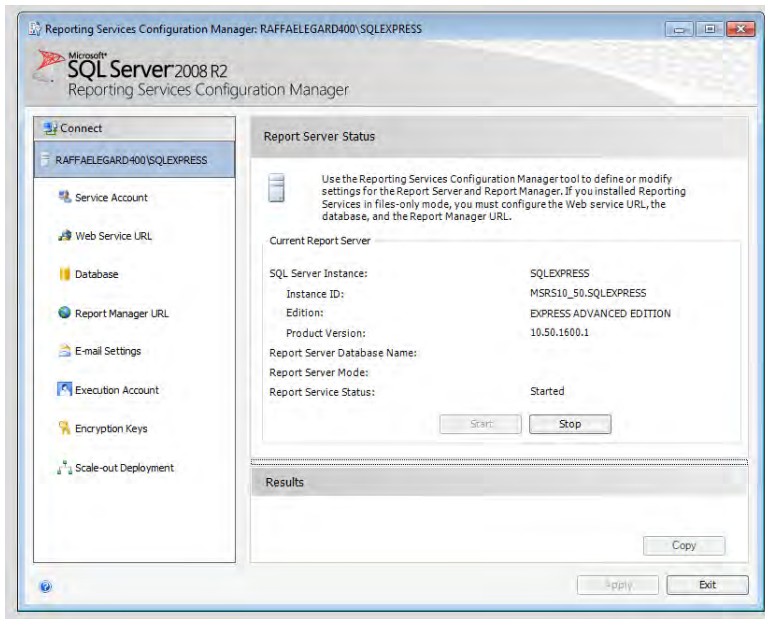 Reporting Services Configuration Manager: RAFFAELEGARD400\SQLEXPRESS
Microsoft®
SQL Server 2008 R2
Reporting Services Configuration Manager
Connect
RAFFAELEGARD400\SQLEXPRESS
Service Account
Web Service URL
Database
Report Manager URL
E-mail Settings
Execution Account
Encryption Keys
Scale-out Deployment
Report Server Status
Use the Reporting Services Configuration Manager tool to define or modify
settings for the Report Server and Report Manager. If you installed Reporting
Services in files-only mode, you must configure the Web service URL, the
database, and the Report Manager URL.
Current Report Server
SQL Server Instance: SQLEXPRESS
Instance ID: MSRS10_50.SQLEXPRESS
Edition: EXPRESS ADVANCED EDITION
Product Version: 10.50.1600.1
Report Server Database Name:
Report Server Mode:
Report Service Status: Started
Start Stop
Results
Copy
Apply Exit